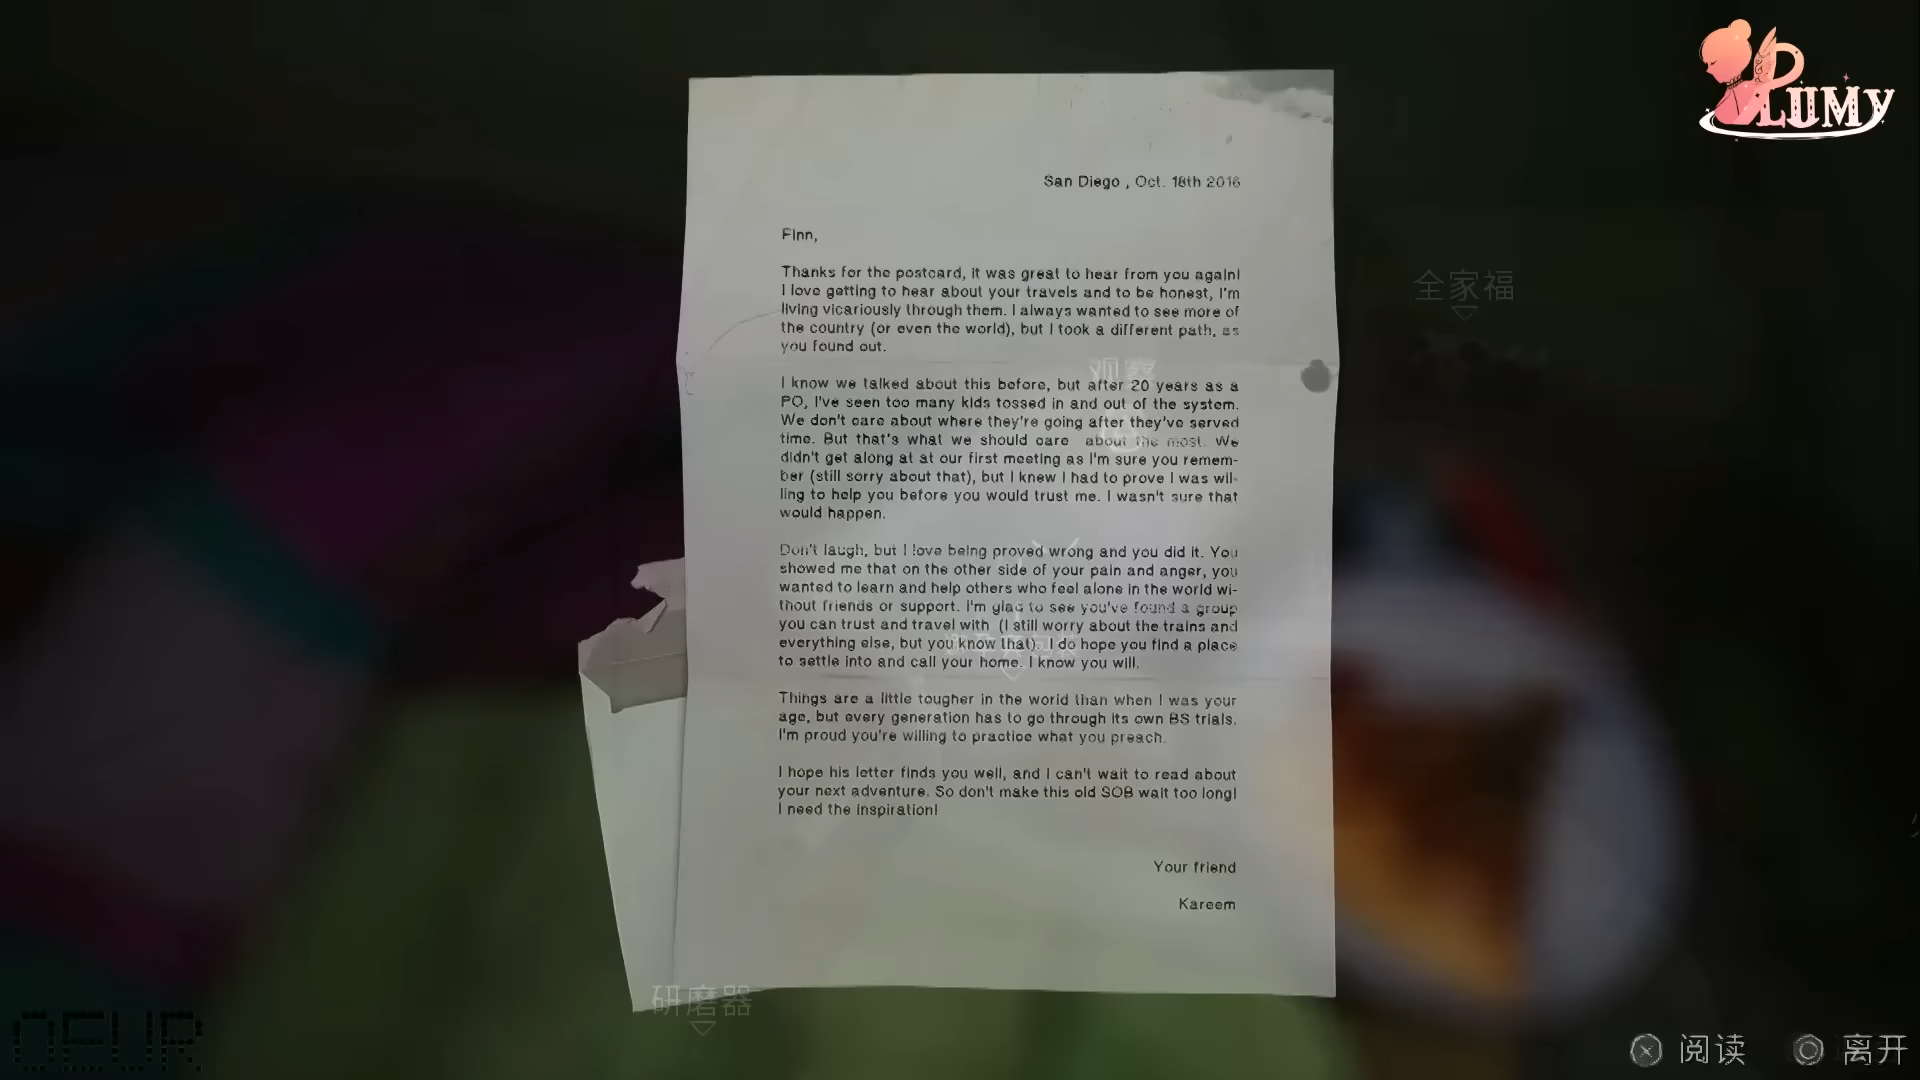 PLUMY
San Diego , Oct. 18th 2016
Finn,
Thanks for the postcard, it was great to hear from you again!
I love getting to hear about your travels and to be honest, I'm
living vicariously through them. I always wanted to see more of
the country (or even the world), but I took a different path, as
you found out.
全家福
观察
I know we talked about this before, but after 20 years as a
PO, I've seen too many kids tossed in and out of the system.
We don't care about where they're going after they've served
time. But that's what we should care about the most. We
didn't get along at at our first meeting as I'm sure you remem-
ber (still sorry about that), but I knew I had to prove I was wil-
ling to help you before you would trust me. I wasn't sure that
would happen.
Don't laugh, but I love being proved wrong and you did it. You
showed me that on the other side of your pain and anger, you
wanted to learn and help others who feel alone in the world wi-
thout friends or support. I'm glad to see you've found a group
you can trust and travel with (I still worry about the trains and
everything else, but you know that). I do hope you find a place
to settle into and call your home. I know you will.
Things are a little tougher in the world than when I was your
age, but every generation has to go through its own BS trials.
I'm proud you're willing to practice what you preach.
I hope his letter finds you well, and I can't wait to read about
your next adventure. So don't make this old SOB wait too long!
I need the inspiration!
Your friend
Kareem
研磨器
阅读
离开